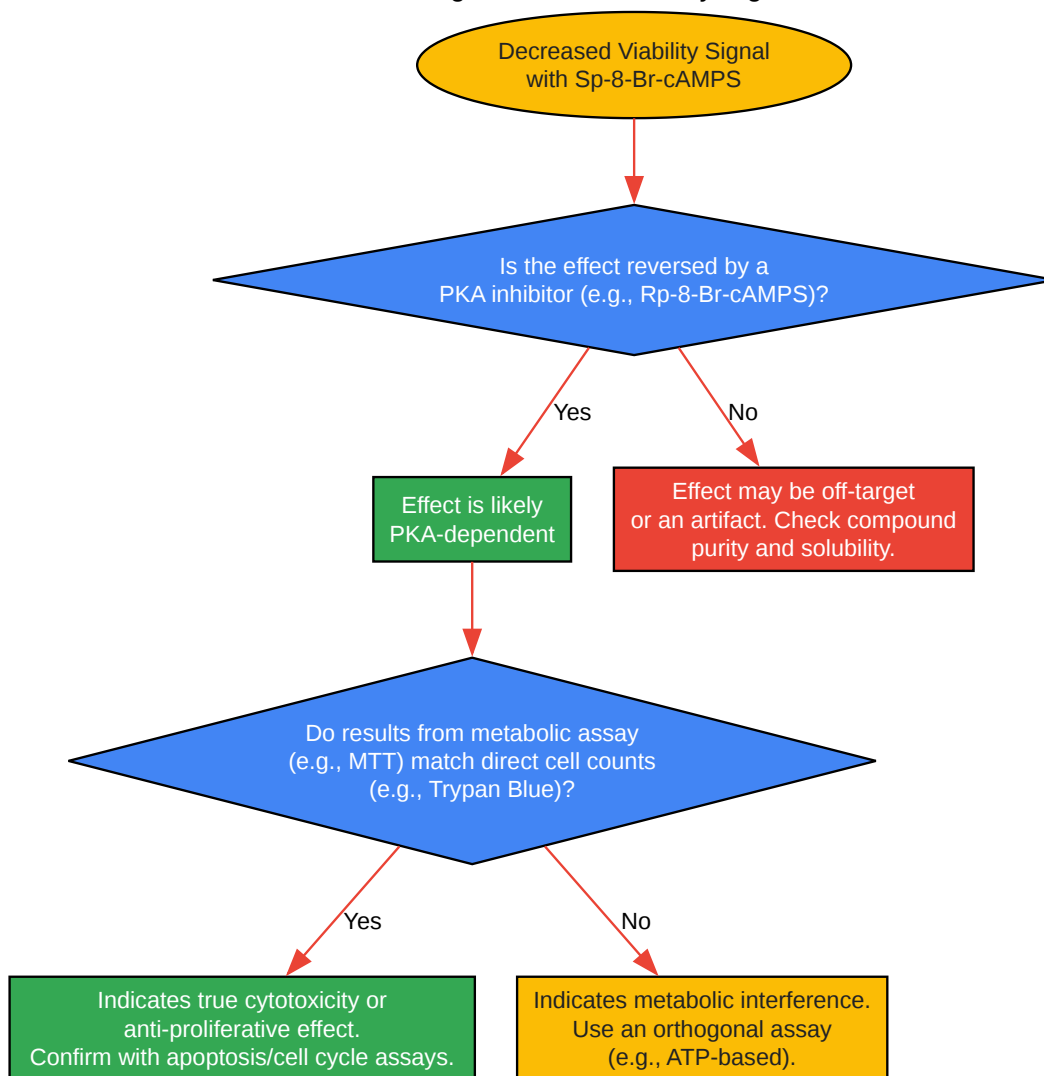 Decreased Viability Signal
with Sp-8-Br-cAMPS
Is the effect reversed by a
PKA inhibitor (e.g., Rp-8-Br-cAMPS)?
Yes
No
Effect is likely
PKA-dependent
Effect may be off-target
or an artifact. Check compound
purity and solubility.
Do results from metabolic assay
(e.g., MTT) match direct cell counts
(e.g., Trypan Blue)?
Yes
No
Indicates true cytotoxicity or
anti-proliferative effect.
Confirm with apoptosis/cell cycle assays.
Indicates metabolic interference.
Use an orthogonal assay
(e.g., ATP-based).